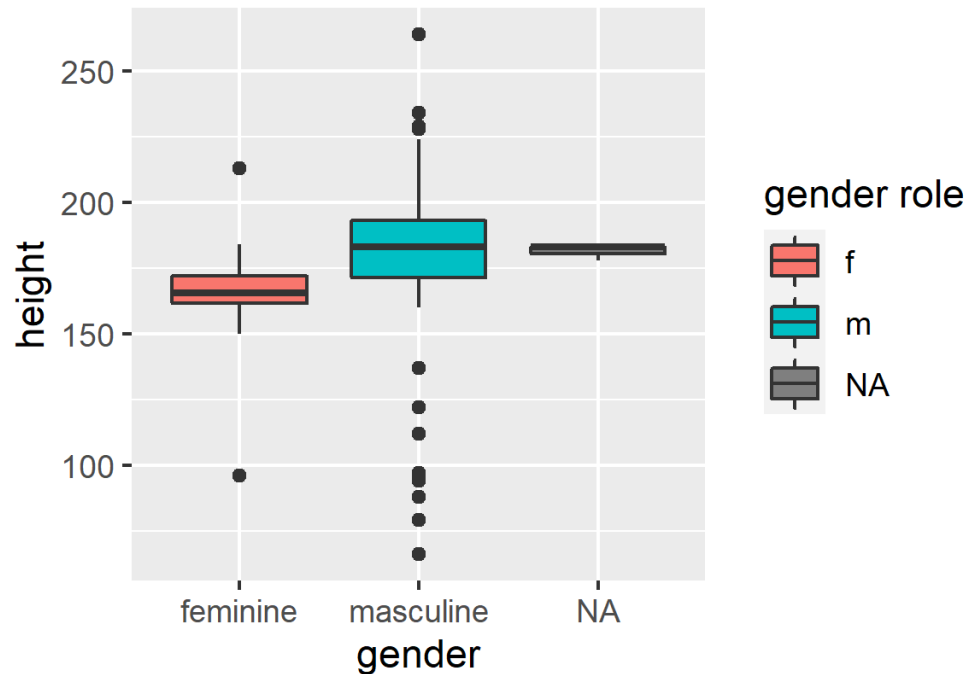 height
250
200
150
100
feminine
masculine
NA
gender
gender role
f
m
NA